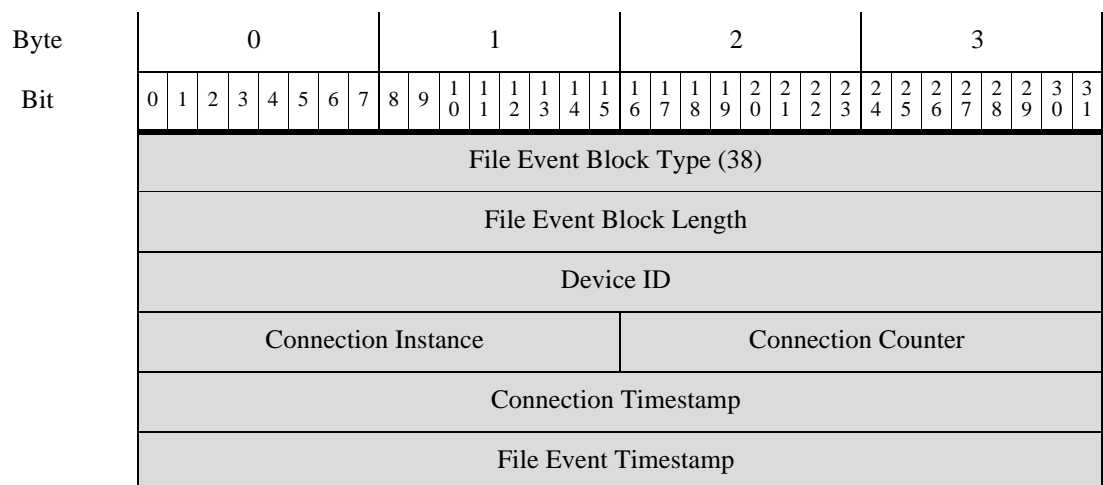 Byte 0 1 2 3
Bit 0 1 2 3 4 5 6 7 8 9 10 11 12 13 14 15 16 17 18 19 20 21 22 23 24 25 26 27 28 29 30 31
File Event Block Type (38)
File Event Block Length
Device ID
Connection Instance Connection Counter
Connection Timestamp
File Event Timestamp